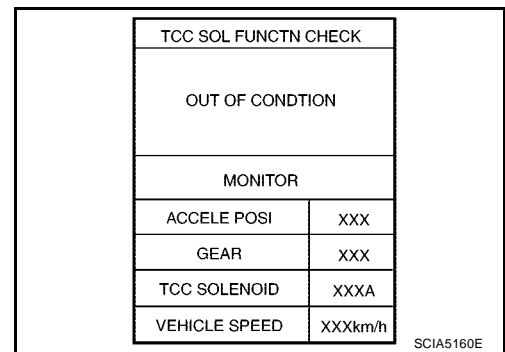 TCC SOL FUNCTN CHECK
OUT OF CONDTION
MONITOR
ACCELE POSI XXX
GEAR XXX
TCC SOLENOID XXXA
VEHICLE SPEED XXXkm/h
SCIA5160E